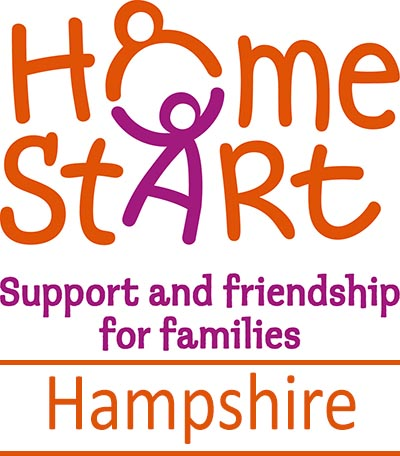 HOme
StARt
Support and friendship
for families
Hampshire